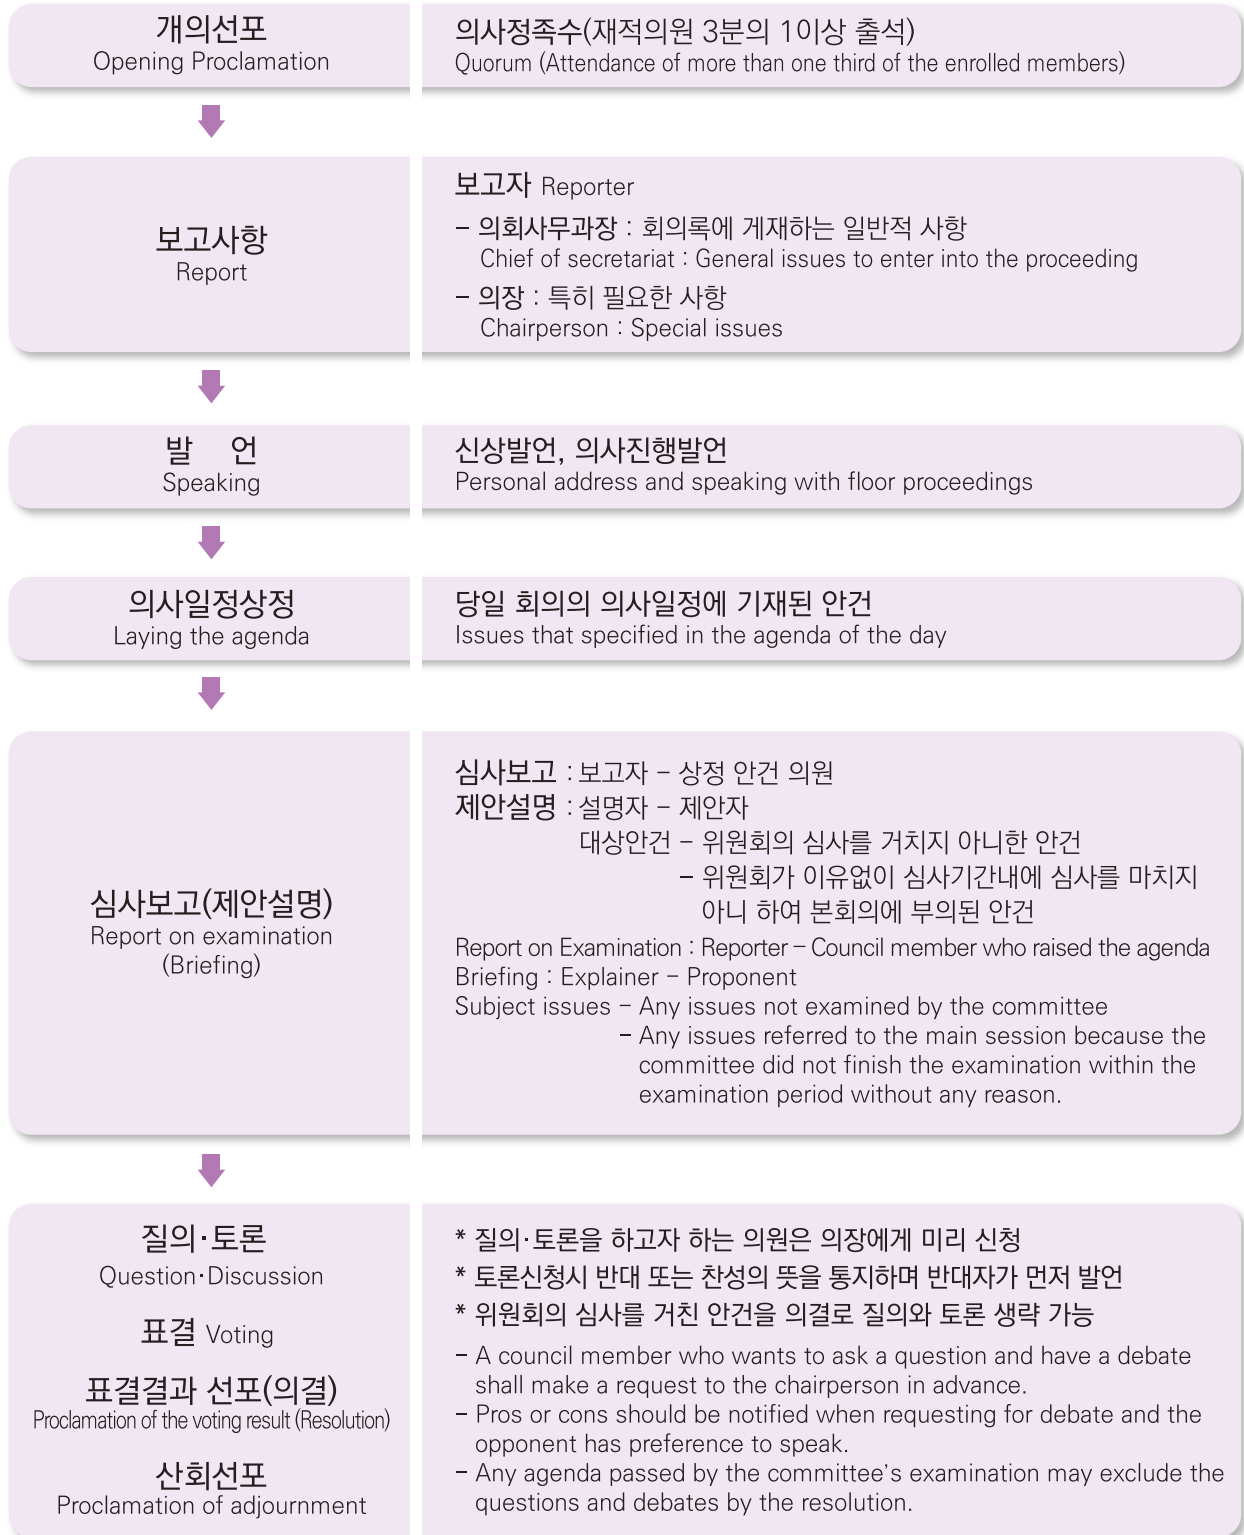 개의선포
Opening Proclamation
의사정족수(재적의원 3분의 1이상 출석)
Quorum (Attendance of more than one third of the enrolled members)
보고사항
Report
보고자 Reporter
- 의회사무과장 : 회의록에 게재하는 일반적 사항
Chief of secretariat : General issues to enter into the proceeding
- 의장 : 특히 필요한 사항
Chairperson : Special issues
발 언
Speaking
신상발언, 의사진행발언
Personal address and speaking with floor proceedings
의사일정상정
Laying the agenda
당일 회의의 의사일정에 기재된 안건
Issues that specified in the agenda of the day
심사보고(제안설명)
Report on examination
(Briefing)
심사보고 : 보고자 - 상정 안건 의원
제안설명 : 설명자 - 제안자
대상안건 - 위원회의 심사를 거치지 아니한 안건
- 위원회가 이유없이 심사기간내에 심사를 마치지
아니 하여 본회의에 부의된 안건
Report on Examination : Reporter - Council member who raised the agenda
Briefing : Explainer - Proponent
Subject issues - Any issues not examined by the committee
- Any issues referred to the main session because the
committee did not finish the examination within the
examination period without any reason.
질의·토론
Question·Discussion
표결 Voting
표결결과 선포(의결)
Proclamation of the voting result (Resolution)
산회선포
Proclamation of adjournment
* 질의·토론을 하고자 하는 의원은 의장에게 미리 신청
* 토론신청시 반대 또는 찬성의 뜻을 통지하며 반대자가 먼저 발언
* 위원회의 심사를 거친 안건을 의결로 질의와 토론 생략 가능
- A council member who wants to ask a question and have a debate
shall make a request to the chairperson in advance.
- Pros or cons should be notified when requesting for debate and the
opponent has preference to speak.
- Any agenda passed by the committee's examination may exclude the
questions and debates by the resolution.